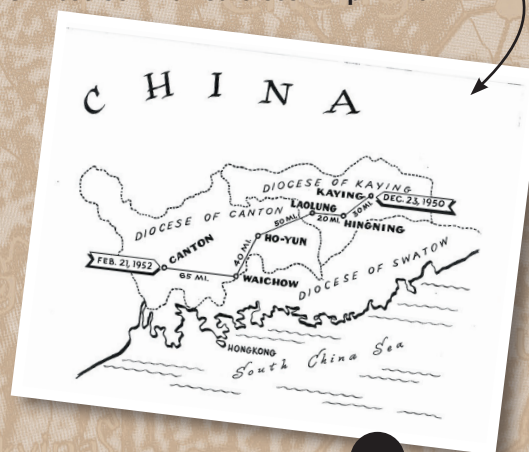 CHINA
DIOCESE OF KAYING
KAYING
DEC. 23, 1950
LAOLUNG
30 MI.
20 MI.
HINGNING
50 MI.
DIOCESE OF CANTON
HO-YUN
40 MI.
CANTON
FEB. 21, 1952
65 MI.
WAICHOW
DIOCESE OF SWATOW
HONGKONG
South China Sea